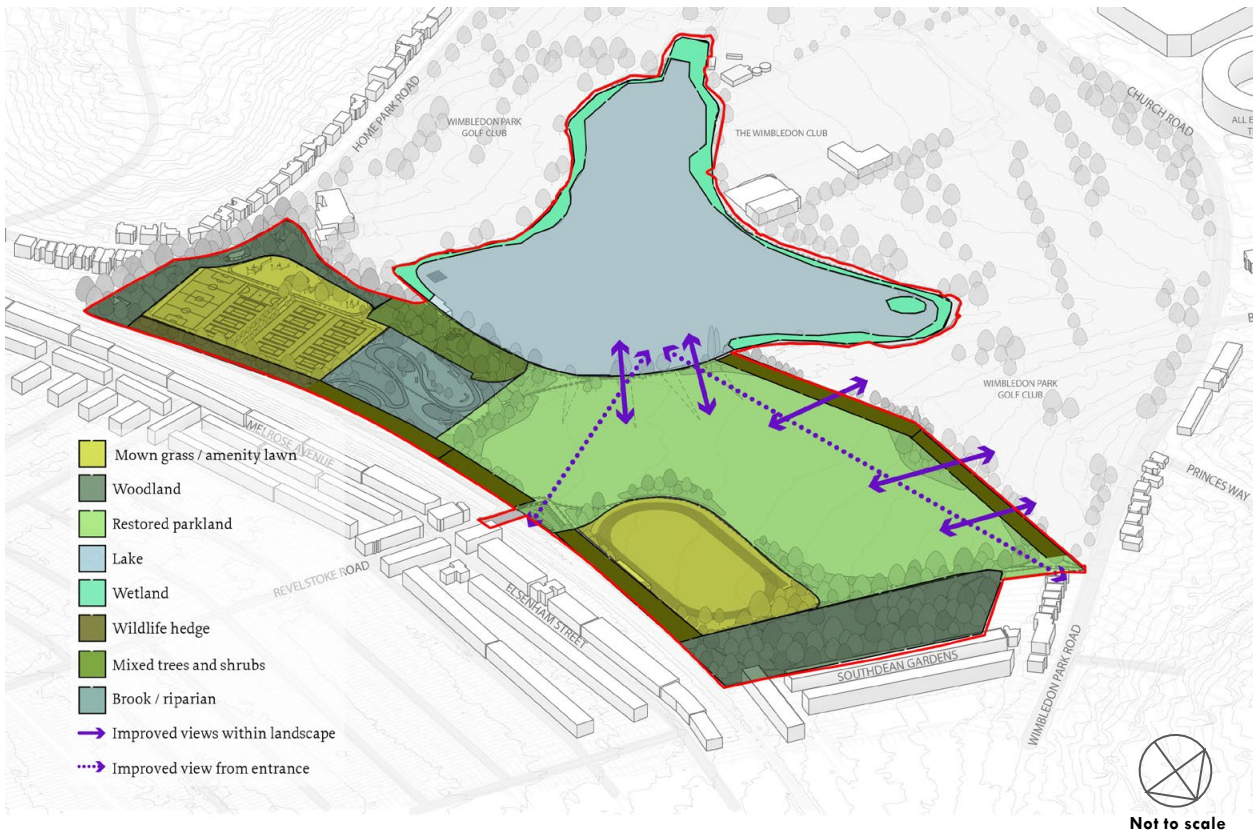 HOME PARK ROAD
WIMBLEDON PARK
GOLF CLUB
THE WIMBLEDON CLUB
CHURCH ROAD
ALL E
T
WIMBLEDON PARK
GOLF CLUB
PRINCES WAY
MELROSE AVENUE
REVELSTOKE ROAD
ELSENHAM STREET
SOUTHDEAN GARDENS
WIMBLEDON PARK ROAD
Mown grass / amenity lawn
Woodland
Restored parkland
Lake
Wetland
Wildlife hedge
Mixed trees and shrubs
Brook / riparian
Improved views within landscape
Improved view from entrance
Not to scale